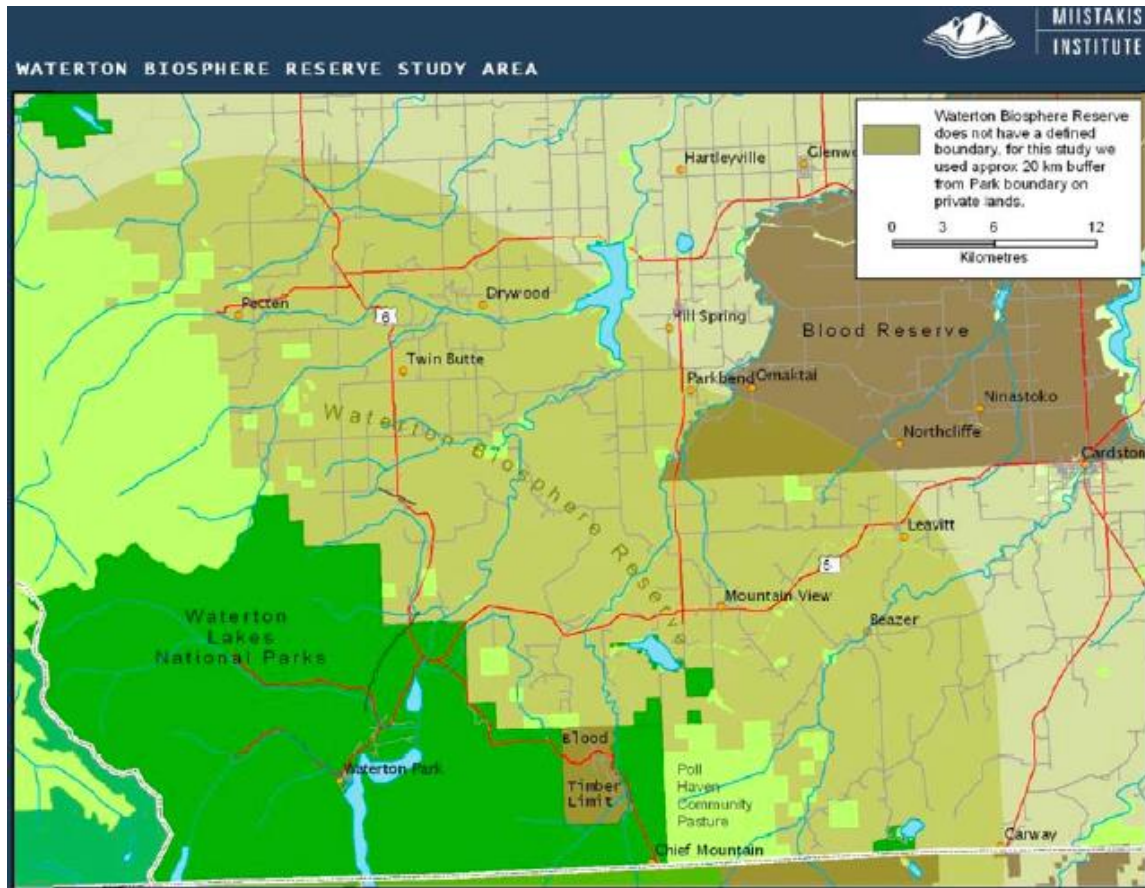 MIISTAKIS
INSTITUTE
WATERTON BIOSPHERE RESERVE STUDY AREA
Waterton Biosphere Reserve
does not have a defined
boundary, for this study we
used approx 20 km buffer
from Park boundary on
private lands.
0 3 6 12
Kilometres
Hartleyville
Glenwo
Pecten
Drywood
6
Hill Spring
Blood Reserve
Twin Butte
Parkbend
Omaktai
Ninastoko
Northcliffe
Cardston
Waterton Biosphere Reserve
Leavitt
5
Mountain View
Beazer
Waterton
Lakes
National Parks
Blood
Timber
Limit
Waterton Park
Poll
Haven
Community
Pasture
Chief Mountain
Carway